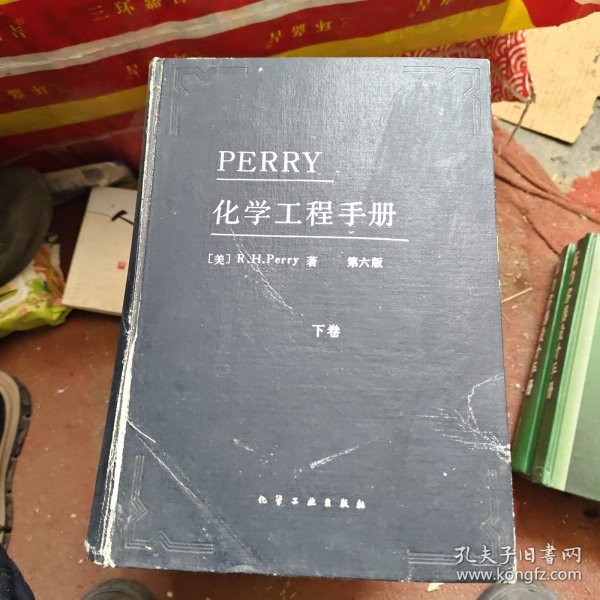 PERRY
化学工程手册
［美］R.H.Perry 著 第六版
下卷
化学工业出版社
孔夫子旧书网
www.kongfz.com